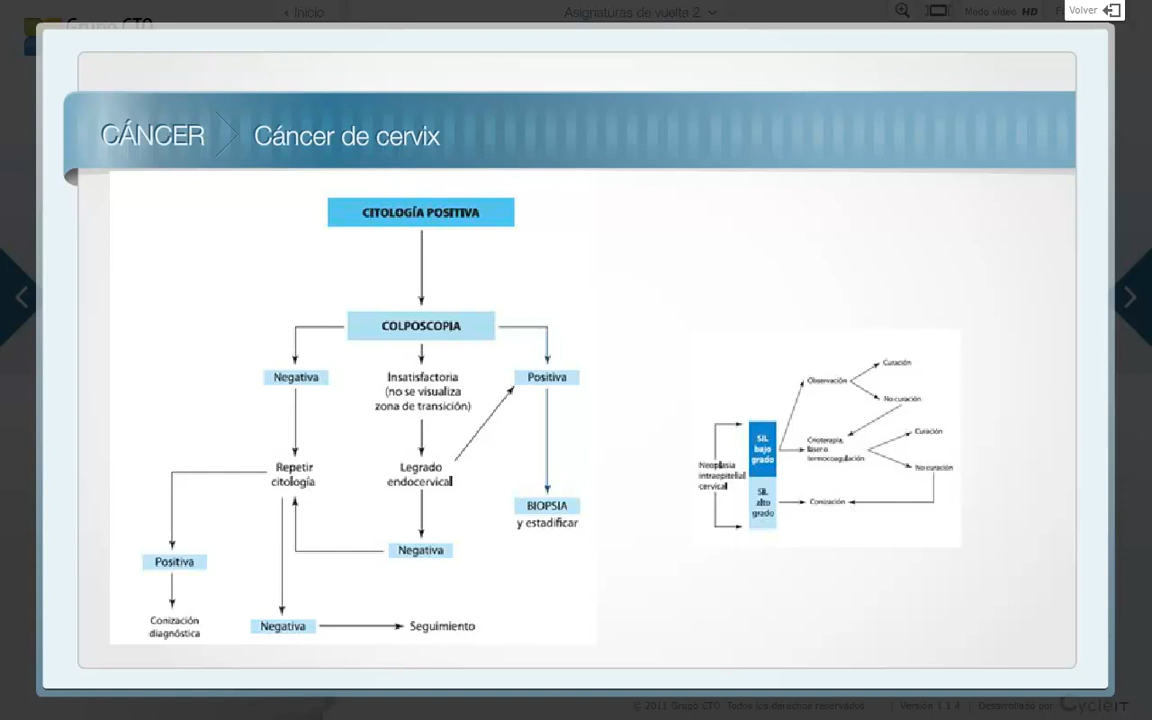 Grupo CTO
‹ Inicio
Asignaturas de vuelta 2
Modo vídeo HD
Volver
CÁNCER
Cáncer de cervix
CITOLOGÍA POSITIVA
COLPOSCOPIA
Negativa
Insatisfactoria
(no se visualiza
zona de transición)
Positiva
Repetir
citología
Legrado
endocervical
BIOPSIA
y estadificar
Negativa
Positiva
Conización
diagnóstica
Negativa
Seguimiento
Neoplasia
intraepitelial
cervical
SIL
bajo
grado
SIL
alto
grado
Observación
Curación
No curación
Crioterapia,
láser o
termocoagulación
Curación
No curación
Conización
© 2011 Grupo CTO. Todos los derechos reservados
Versión 1.1.4
Desarrollado por
CycleIT